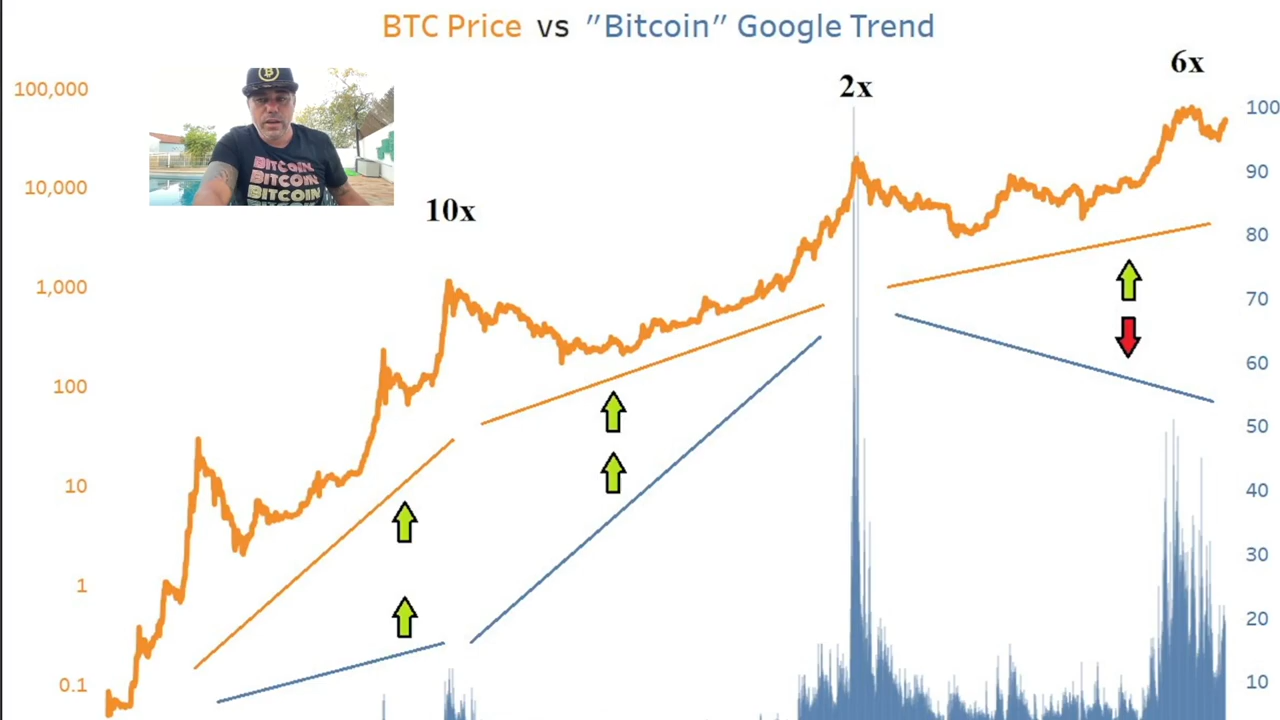 BTC Price vs ”Bitcoin” Google Trend
6x
2x
10x
100,000
10,000
1,000
100
10
1
0.1
100
90
80
70
60
50
40
30
20
10
BITCOIN
BITCOIN
BITCOIN